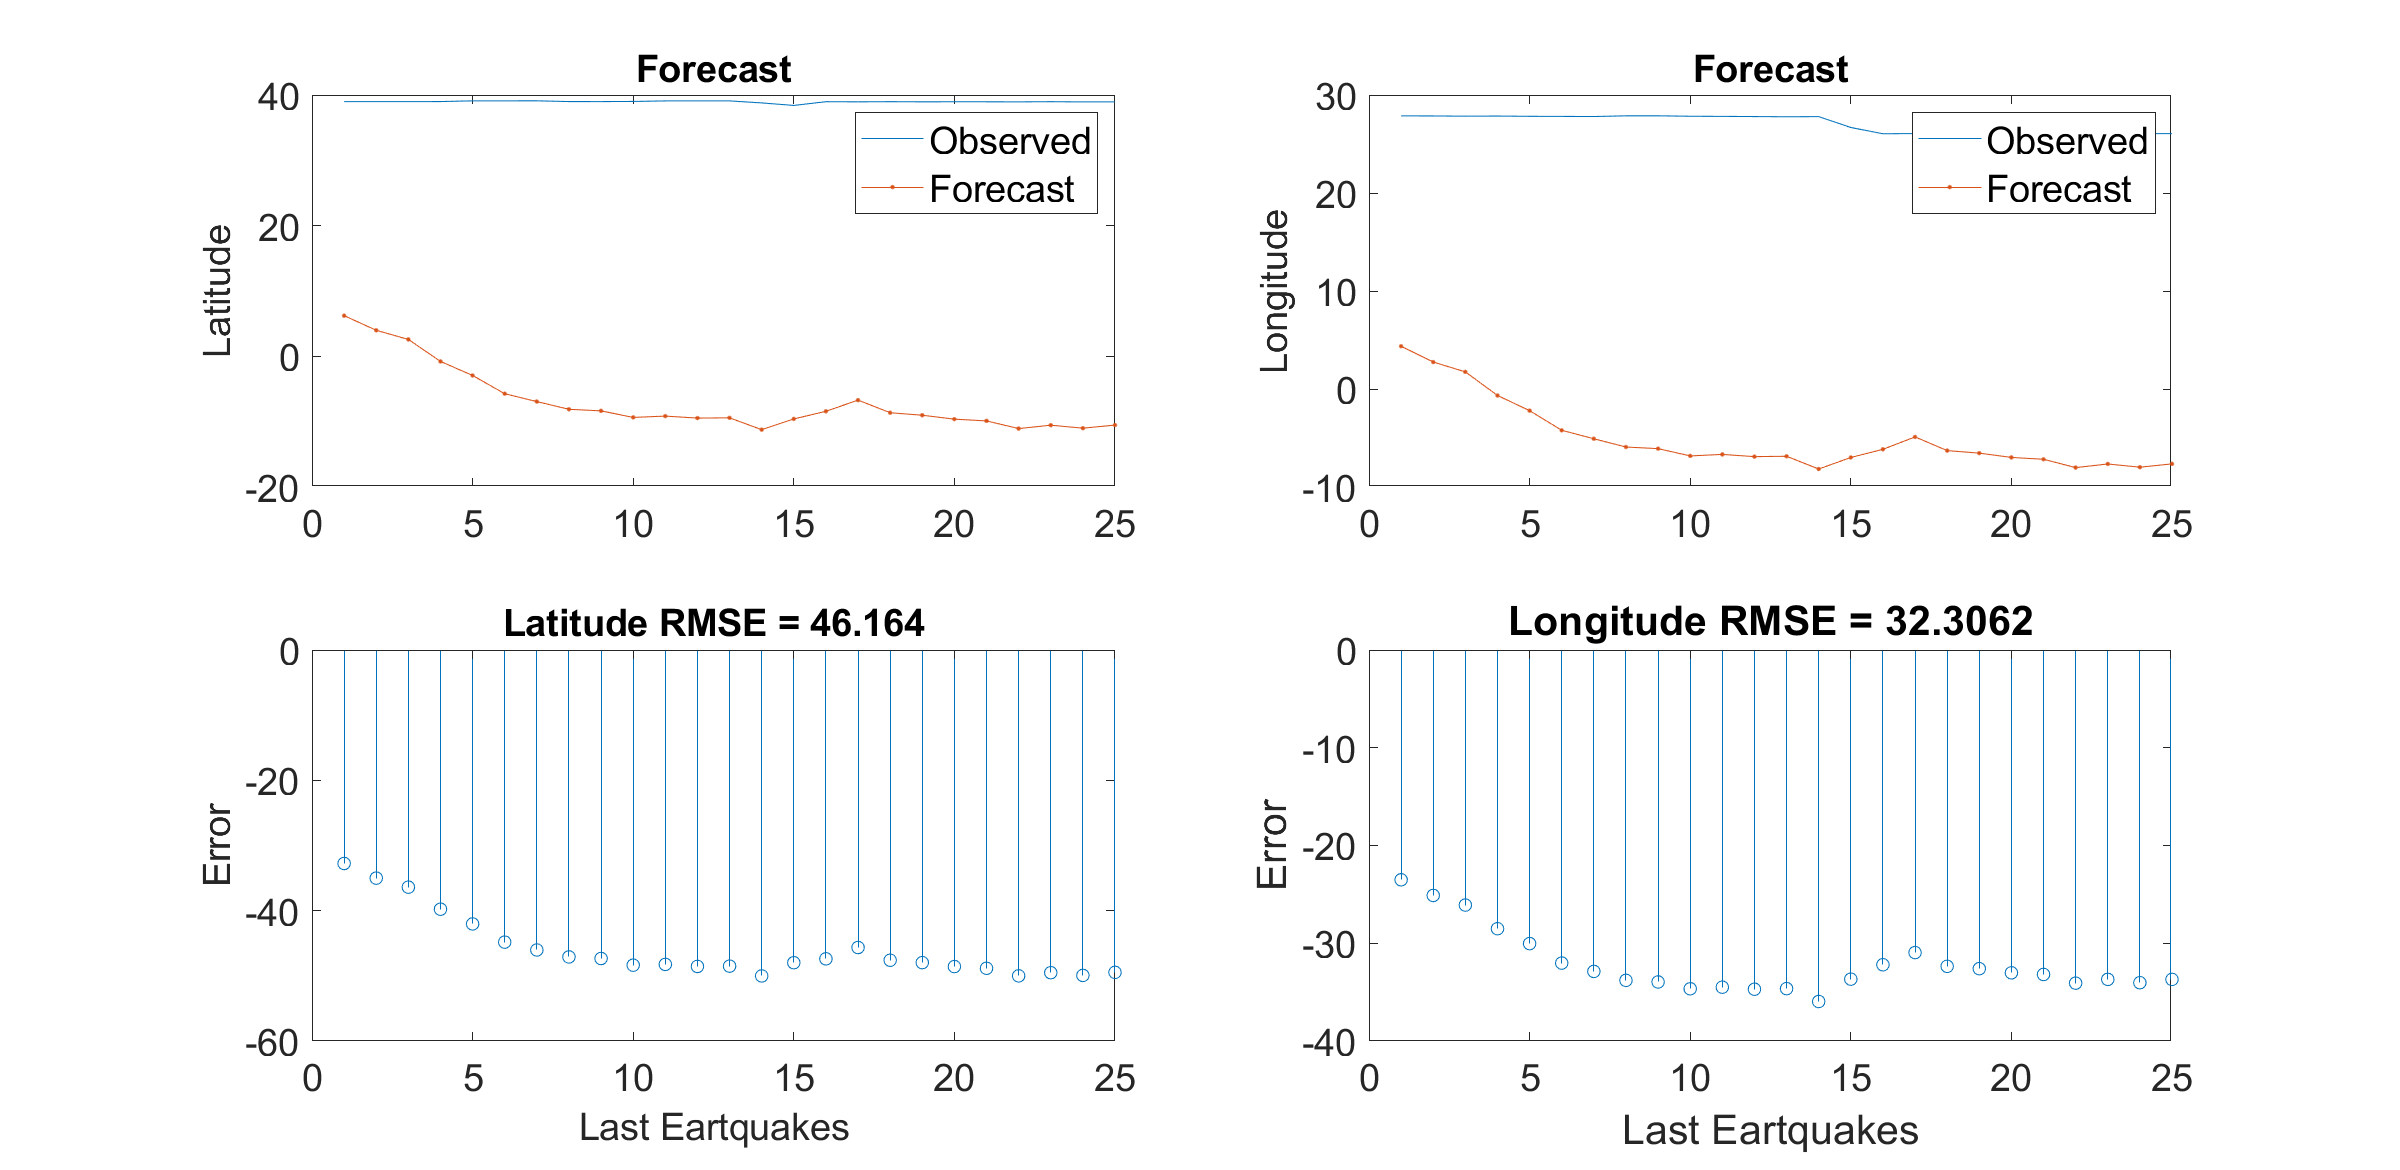 Forecast
40
20
0
-20
Latitude
Observed
Forecast
0 5 10 15 20 25
Forecast
30
20
10
0
-10
Longitude
Observed
Forecast
0 5 10 15 20 25
Latitude RMSE = 46.164
0
-20
-40
-60
Error
0 5 10 15 20 25
Last Eartquakes
Longitude RMSE = 32.3062
0
-10
-20
-30
-40
Error
0 5 10 15 20 25
Last Eartquakes